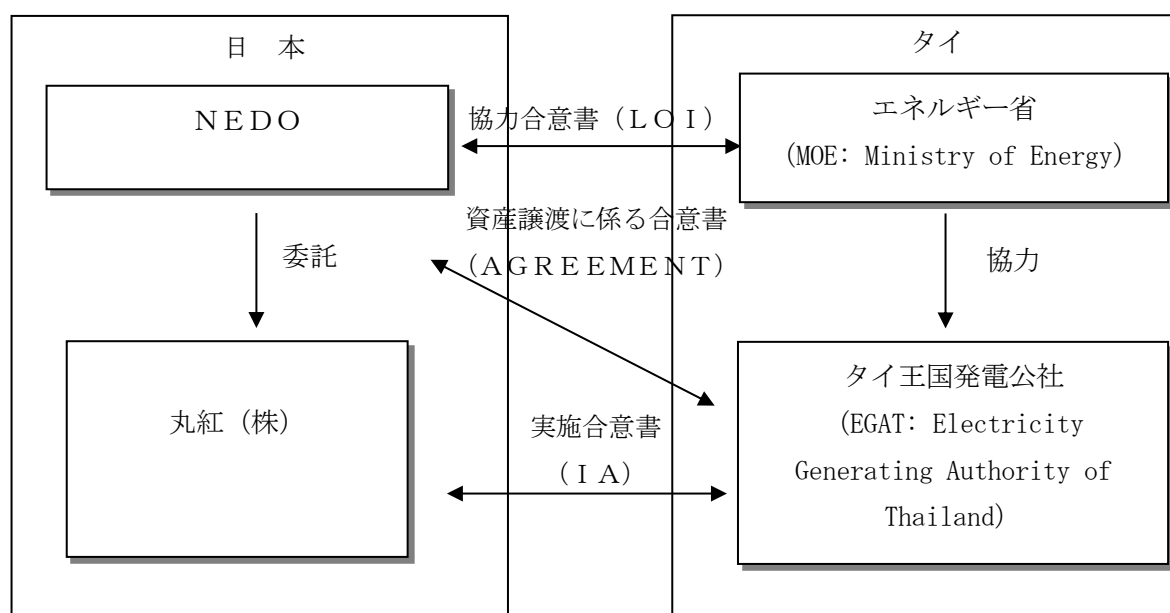 日　本
ＮＥＤＯ
委託
丸紅（株）
協力合意書（ＬＯＩ）
資産譲渡に係る合意書
（ＡＧＲＥＥＭＥＮＴ）
実施合意書
（ＩＡ）
タイ
エネルギー省
(MOE: Ministry of Energy)
協力
タイ王国発電公社
(EGAT: Electricity
Generating Authority of
Thailand)